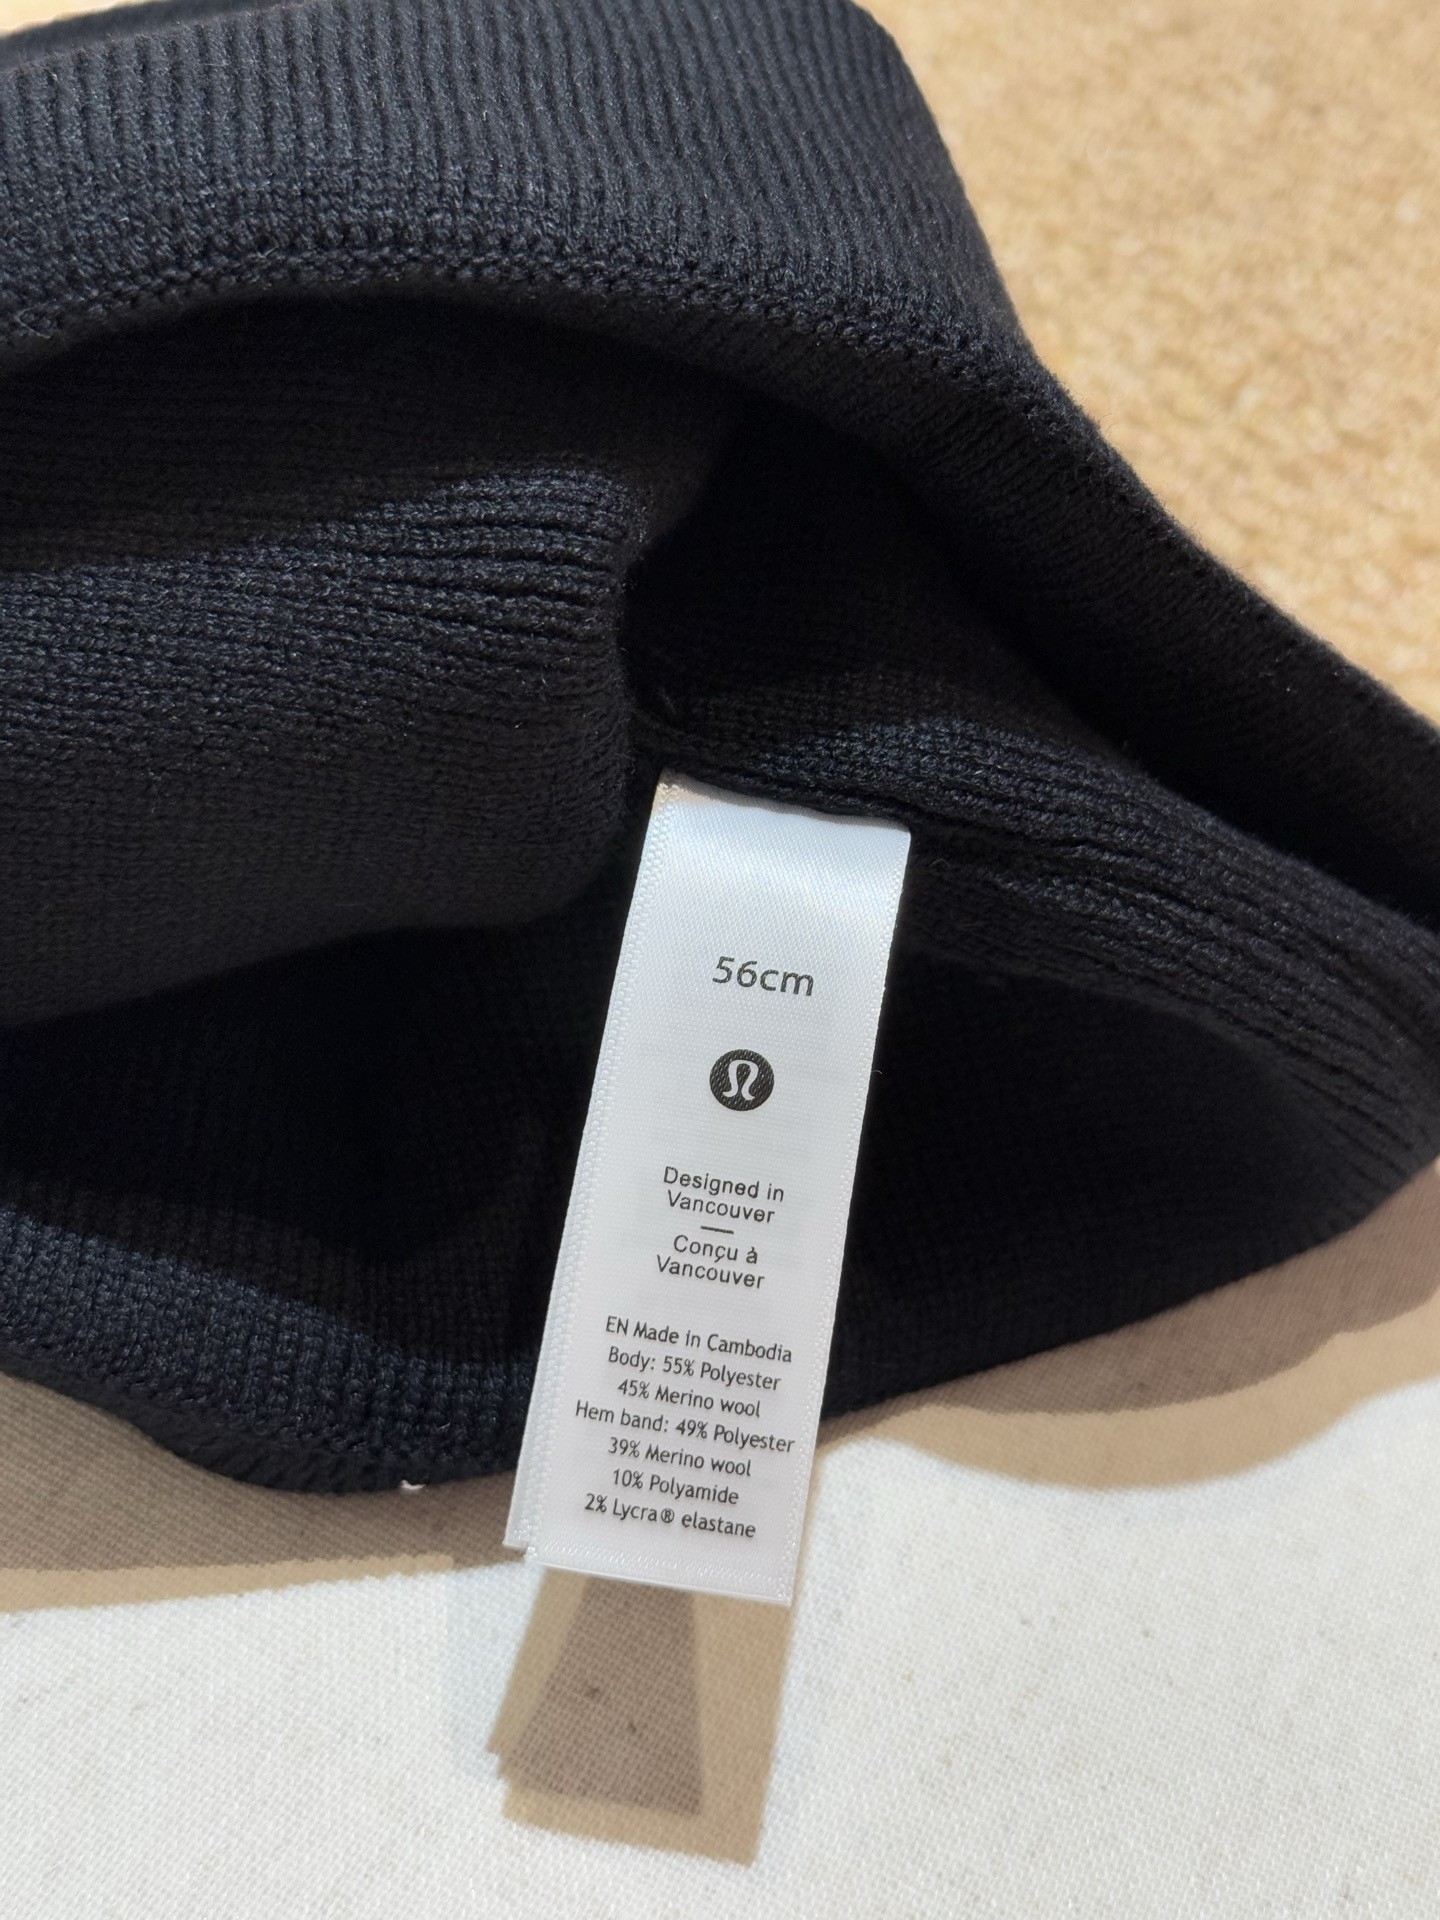 56cm
Designed in
Vancouver
Conçu à
Vancouver
EN Made in Cambodia
Body: 55% Polyester
45% Merino wool
Hem band: 49% Polyester
39% Merino wool
10% Polyamide
2% Lycra® elastane